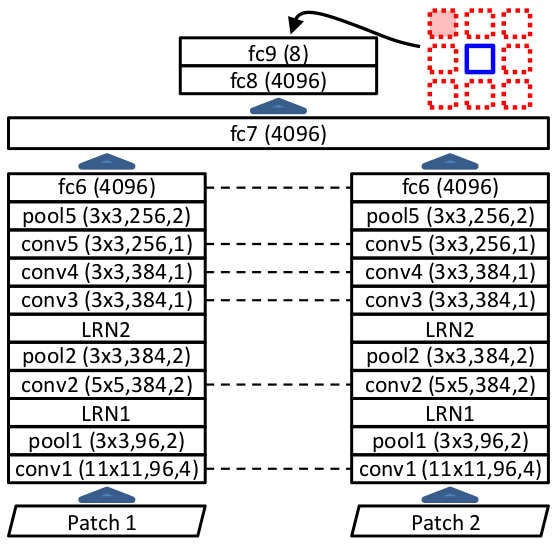 fc9 (8)
fc8 (4096)
fc7 (4096)
fc6 (4096)
pool5 (3x3,256,2)
conv5 (3x3,256,1)
conv4 (3x3,384,1)
conv3 (3x3,384,1)
LRN2
pool2 (3x3,384,2)
conv2 (5x5,384,2)
LRN1
pool1 (3x3,96,2)
conv1 (11x11,96,4)
Patch 1
fc6 (4096)
pool5 (3x3,256,2)
conv5 (3x3,256,1)
conv4 (3x3,384,1)
conv3 (3x3,384,1)
LRN2
pool2 (3x3,384,2)
conv2 (5x5,384,2)
LRN1
pool1 (3x3,96,2)
conv1 (11x11,96,4)
Patch 2